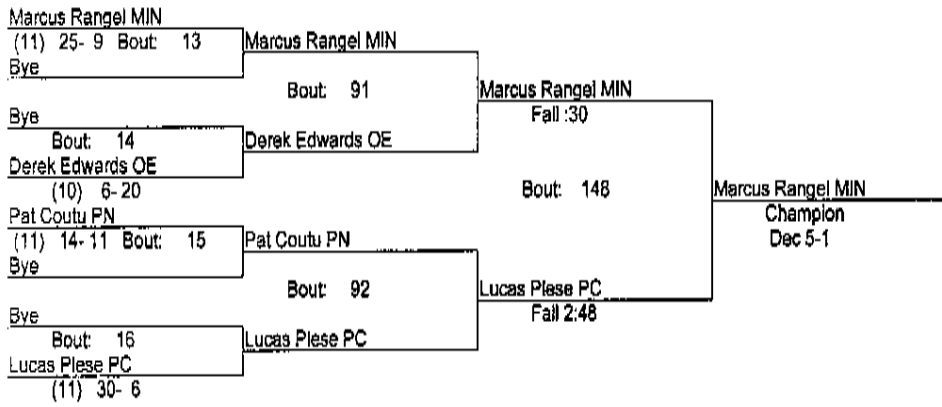 Marcus Rangel MIN
(11) 25- 9 Bout: 13
Bye
Marcus Rangel MIN
Bout: 91
Bye
Bout: 14
Derek Edwards OE
Derek Edwards OE
(10) 6-20
Marcus Rangel MIN
Fall :30
Bout: 148
Marcus Rangel MIN
Champion
Dec 5-1
Pat Coutu PN
(11) 14-11 Bout: 15
Bye
Pat Coutu PN
Bout: 92
Bye
Bout: 16
Lucas Plese PC
Lucas Plese PC
(11) 30- 6
Lucas Plese PC
Fall 2:48